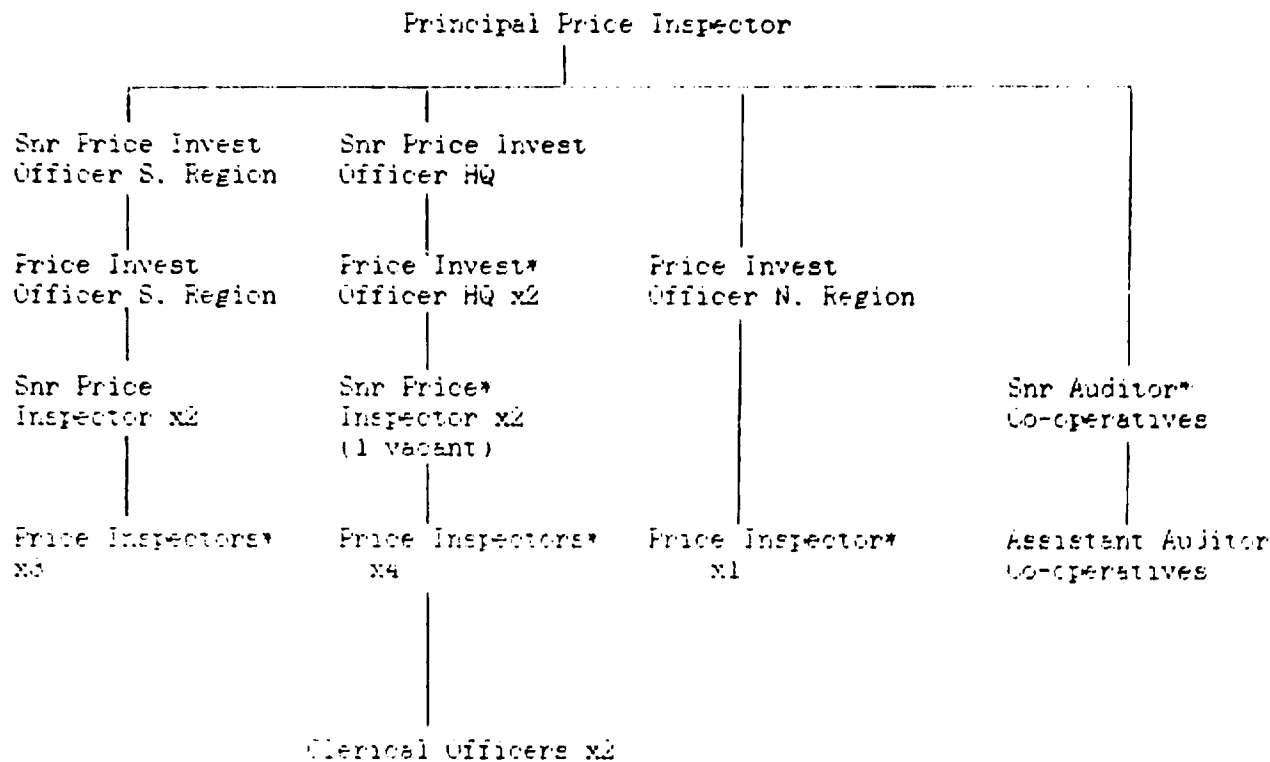 Principal Price Inspector
Snr Price Invest
Officer S. Region
Snr Price Invest
Officer HQ
Price Invest
Officer S. Region
Price Invest*
Officer HQ x2
Price Invest
Officer N. Region
Snr Price
Inspector x2
Snr Price*
Inspector x2
(1 vacant)
Snr Auditor*
Co-operatives
Price Inspectors*
x3
Price Inspectors*
x4
Price Inspector*
x1
Assistant Auditor
Co-operatives
Clerical Officers x2